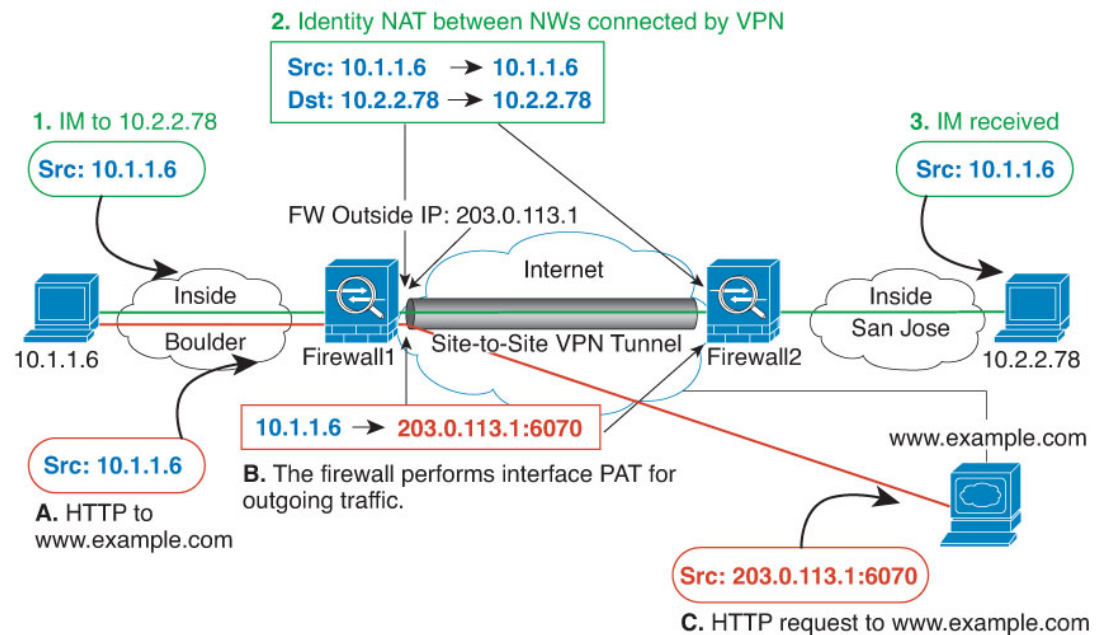 2. Identity NAT between NWs connected by VPN
Src: 10.1.1.6 → 10.1.1.6
Dst: 10.2.2.78 → 10.2.2.78
1. IM to 10.2.2.78
Src: 10.1.1.6
3. IM received
Src: 10.1.1.6
FW Outside IP: 203.0.113.1
Internet
Inside
Boulder
Inside
San Jose
10.1.1.6
Firewall1
Site-to-Site VPN Tunnel
Firewall2
10.2.2.78
10.1.1.6 → 203.0.113.1:6070
B. The firewall performs interface PAT for
outgoing traffic.
www.example.com
Src: 10.1.1.6
A. HTTP to
www.example.com
Src: 203.0.113.1:6070
C. HTTP request to www.example.com